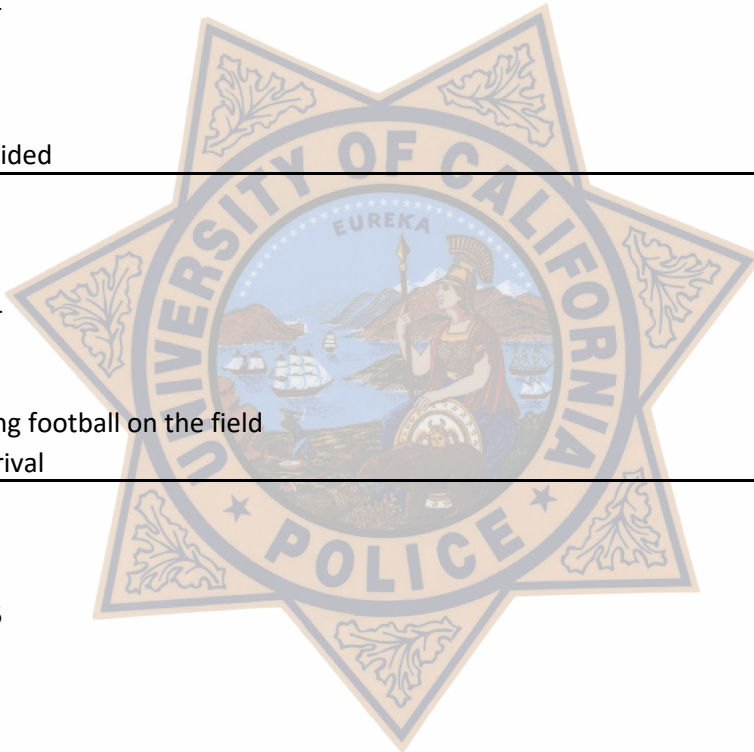 ided
UNIVERSITY OF CALIFORNIA
EUREKA
ng football on the field
rival
POLICE